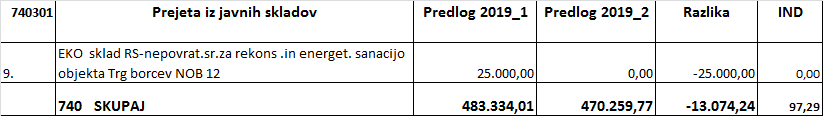 740301 Prejeta iz javnih skladov Predlog 2019_1 Predlog 2019_2 Razlika IND
EKO sklad RS-nepovrat.sr.za rekons .in energet. sanacijo
9. objekta Trg borcev NOB 12 25.000,00 0,00 -25.000,00 0,00
740 SKUPAJ 483.334,01 470.259,77 -13.074,24 97,29